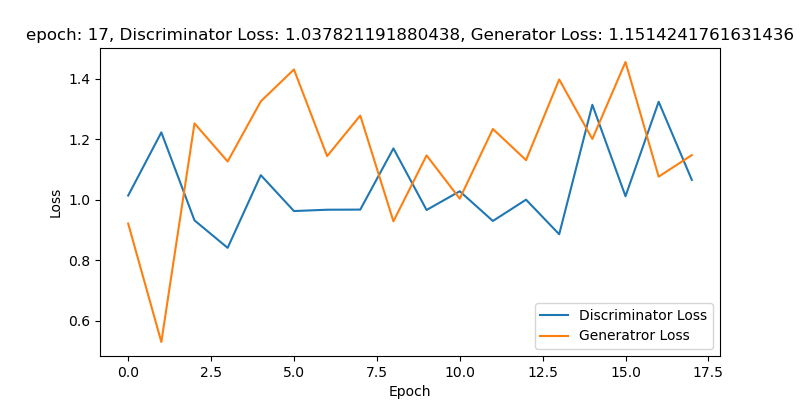 epoch: 17, Discriminator Loss: 1.037821191880438, Generator Loss: 1.1514241761631436
1.4
1.2
1.0
0.8
0.6
Loss
0.0 2.5 5.0 7.5 10.0 12.5 15.0 17.5
Epoch
Discriminator Loss
Generatror Loss